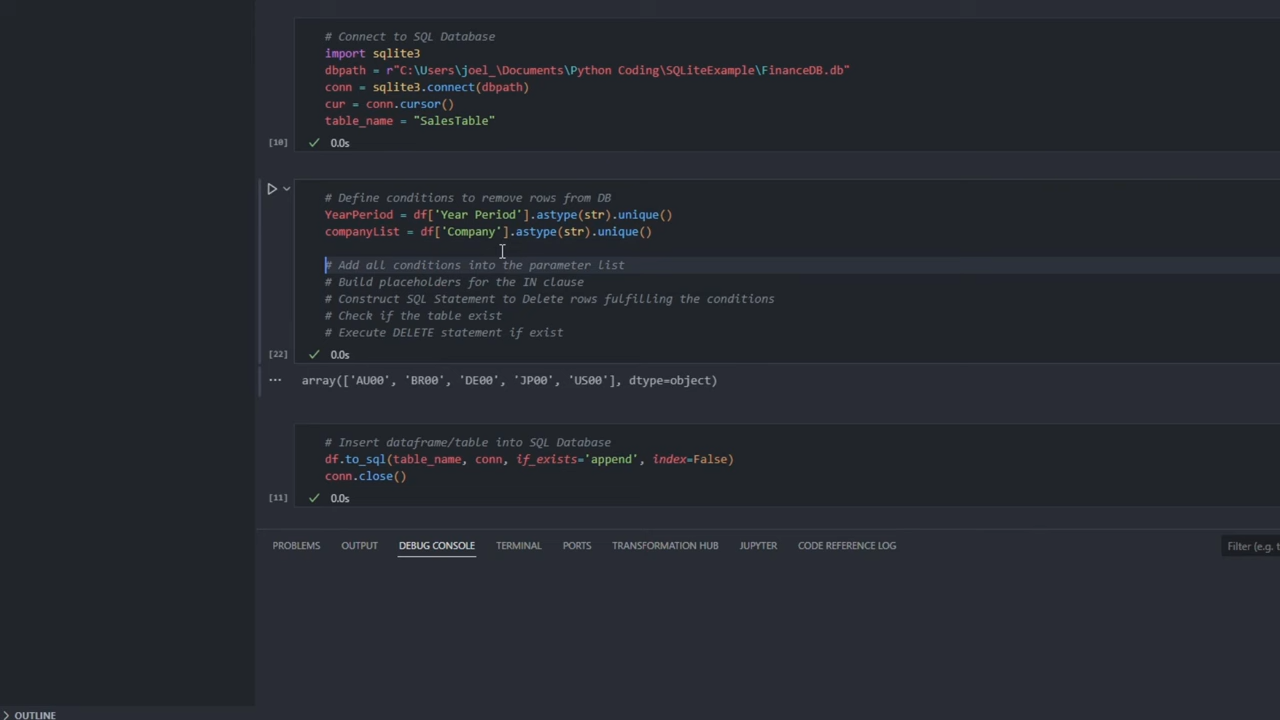 # Connect to SQL Database
import sqlite3
dbpath = r"C:\Users\joel_\Documents\Python Coding\SQLiteExample\FinanceDB.db"
conn = sqlite3.connect(dbpath)
cur = conn.cursor()
table_name = "SalesTable"
[10] 0.0s
# Define conditions to remove rows from DB
YearPeriod = df['Year Period'].astype(str).unique()
companyList = df['Company'].astype(str).unique()
# Add all conditions into the parameter list
# Build placeholders for the IN clause
# Construct SQL Statement to Delete rows fulfilling the conditions
# Check if the table exist
# Execute DELETE statement if exist
[22] 0.0s
... array(['AU00', 'BR00', 'DE00', 'JP00', 'US00'], dtype=object)
# Insert dataframe/table into SQL Database
df.to_sql(table_name, conn, if_exists='append', index=False)
conn.close()
[11] 0.0s
PROBLEMS OUTPUT DEBUG CONSOLE TERMINAL PORTS TRANSFORMATION HUB JUPYTER CODE REFERENCE LOG Filter (e.g. t
OUTLINE